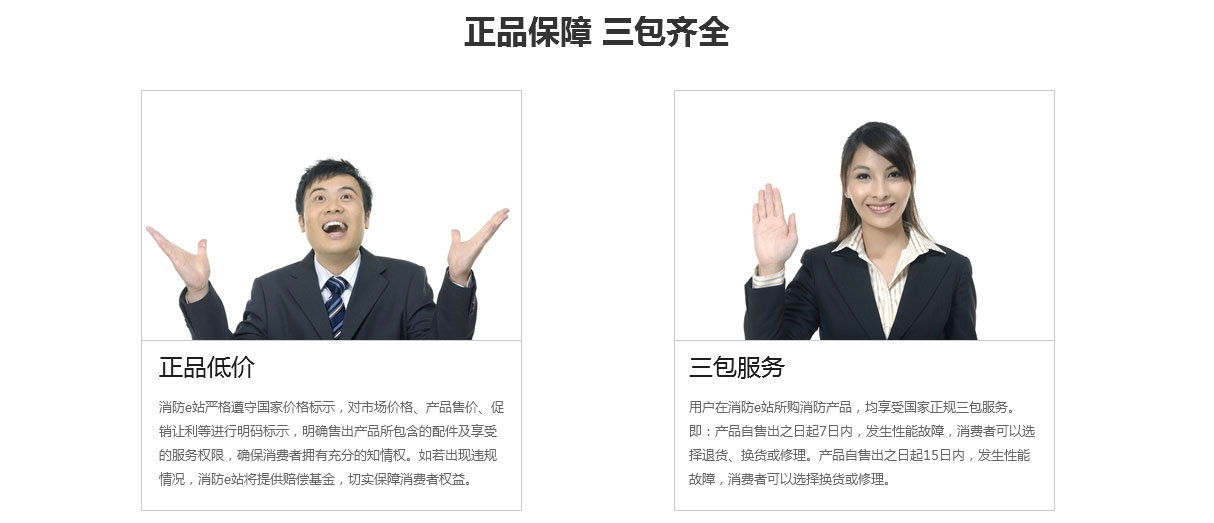 正品保障 三包齐全
正品低价
消防e站严格遵守国家价格标示，对市场价格、产品售价、促
销让利等进行明码标示，明确售出产品所包含的配件及享受
的服务权限，确保消费者拥有充分的知情权。如若出现违规
情况，消防e站将提供赔偿基金，切实保障消费者权益。
三包服务
用户在消防e站所购消防产品，均享受国家正规三包服务。
即：产品自售出之日起7日内，发生性能故障，消费者可以选
择退货、换货或修理。产品自售出之日起15日内，发生性能
故障，消费者可以选择换货或修理。